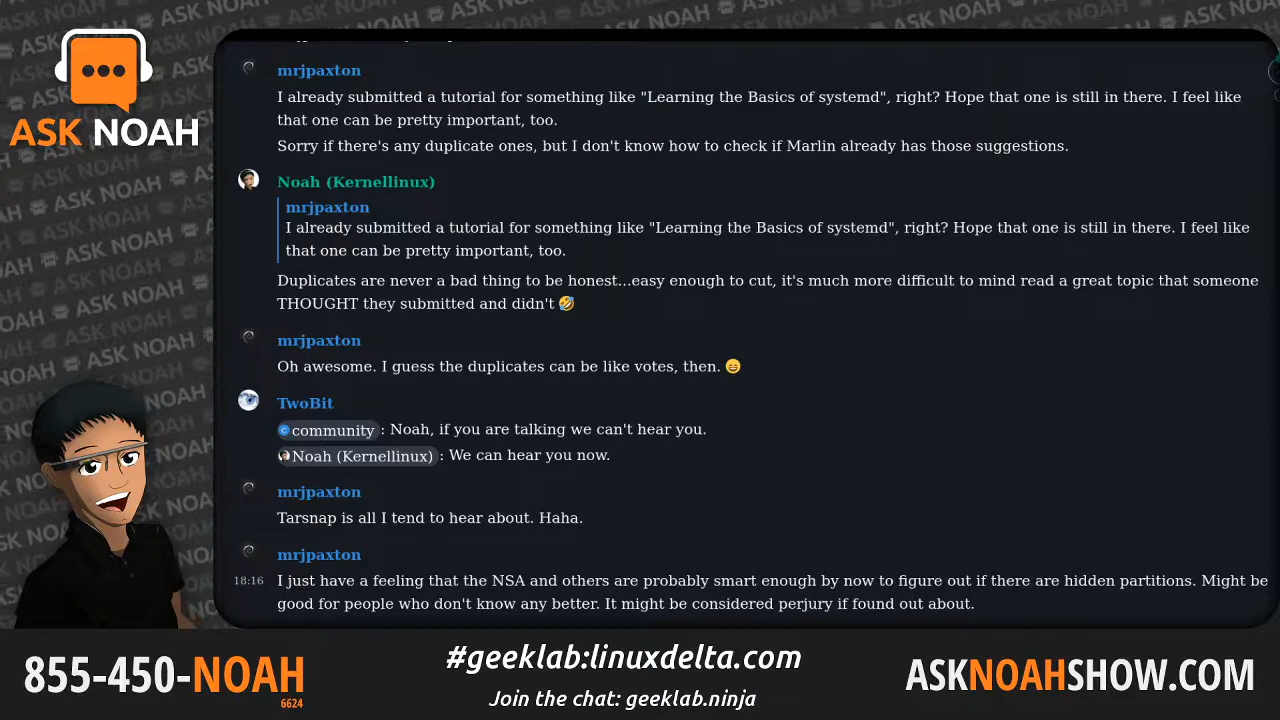 ASK NOAH
mrjpaxton
I already submitted a tutorial for something like "Learning the Basics of systemd", right? Hope that one is still in there. I feel like
that one can be pretty important, too.
Sorry if there's any duplicate ones, but I don't know how to check if Marlin already has those suggestions.
Noah (Kernellinux)
mrjpaxton
I already submitted a tutorial for something like "Learning the Basics of systemd", right? Hope that one is still in there. I feel like
that one can be pretty important, too.
Duplicates are never a bad thing to be honest...easy enough to cut, it's much more difficult to mind read a great topic that someone
THOUGHT they submitted and didn't 🤣
mrjpaxton
Oh awesome. I guess the duplicates can be like votes, then. 😄
TwoBit
C community : Noah, if you are talking we can't hear you.
Noah (Kernellinux) : We can hear you now.
mrjpaxton
Tarsnap is all I tend to hear about. Haha.
mrjpaxton
18:16 I just have a feeling that the NSA and others are probably smart enough by now to figure out if there are hidden partitions. Might be
good for people who don't know any better. It might be considered perjury if found out about.
855-450-NOAH
6624
#geeklab:linuxdelta.com
Join the chat: geeklab.ninja
ASKNOAHSHOW.COM